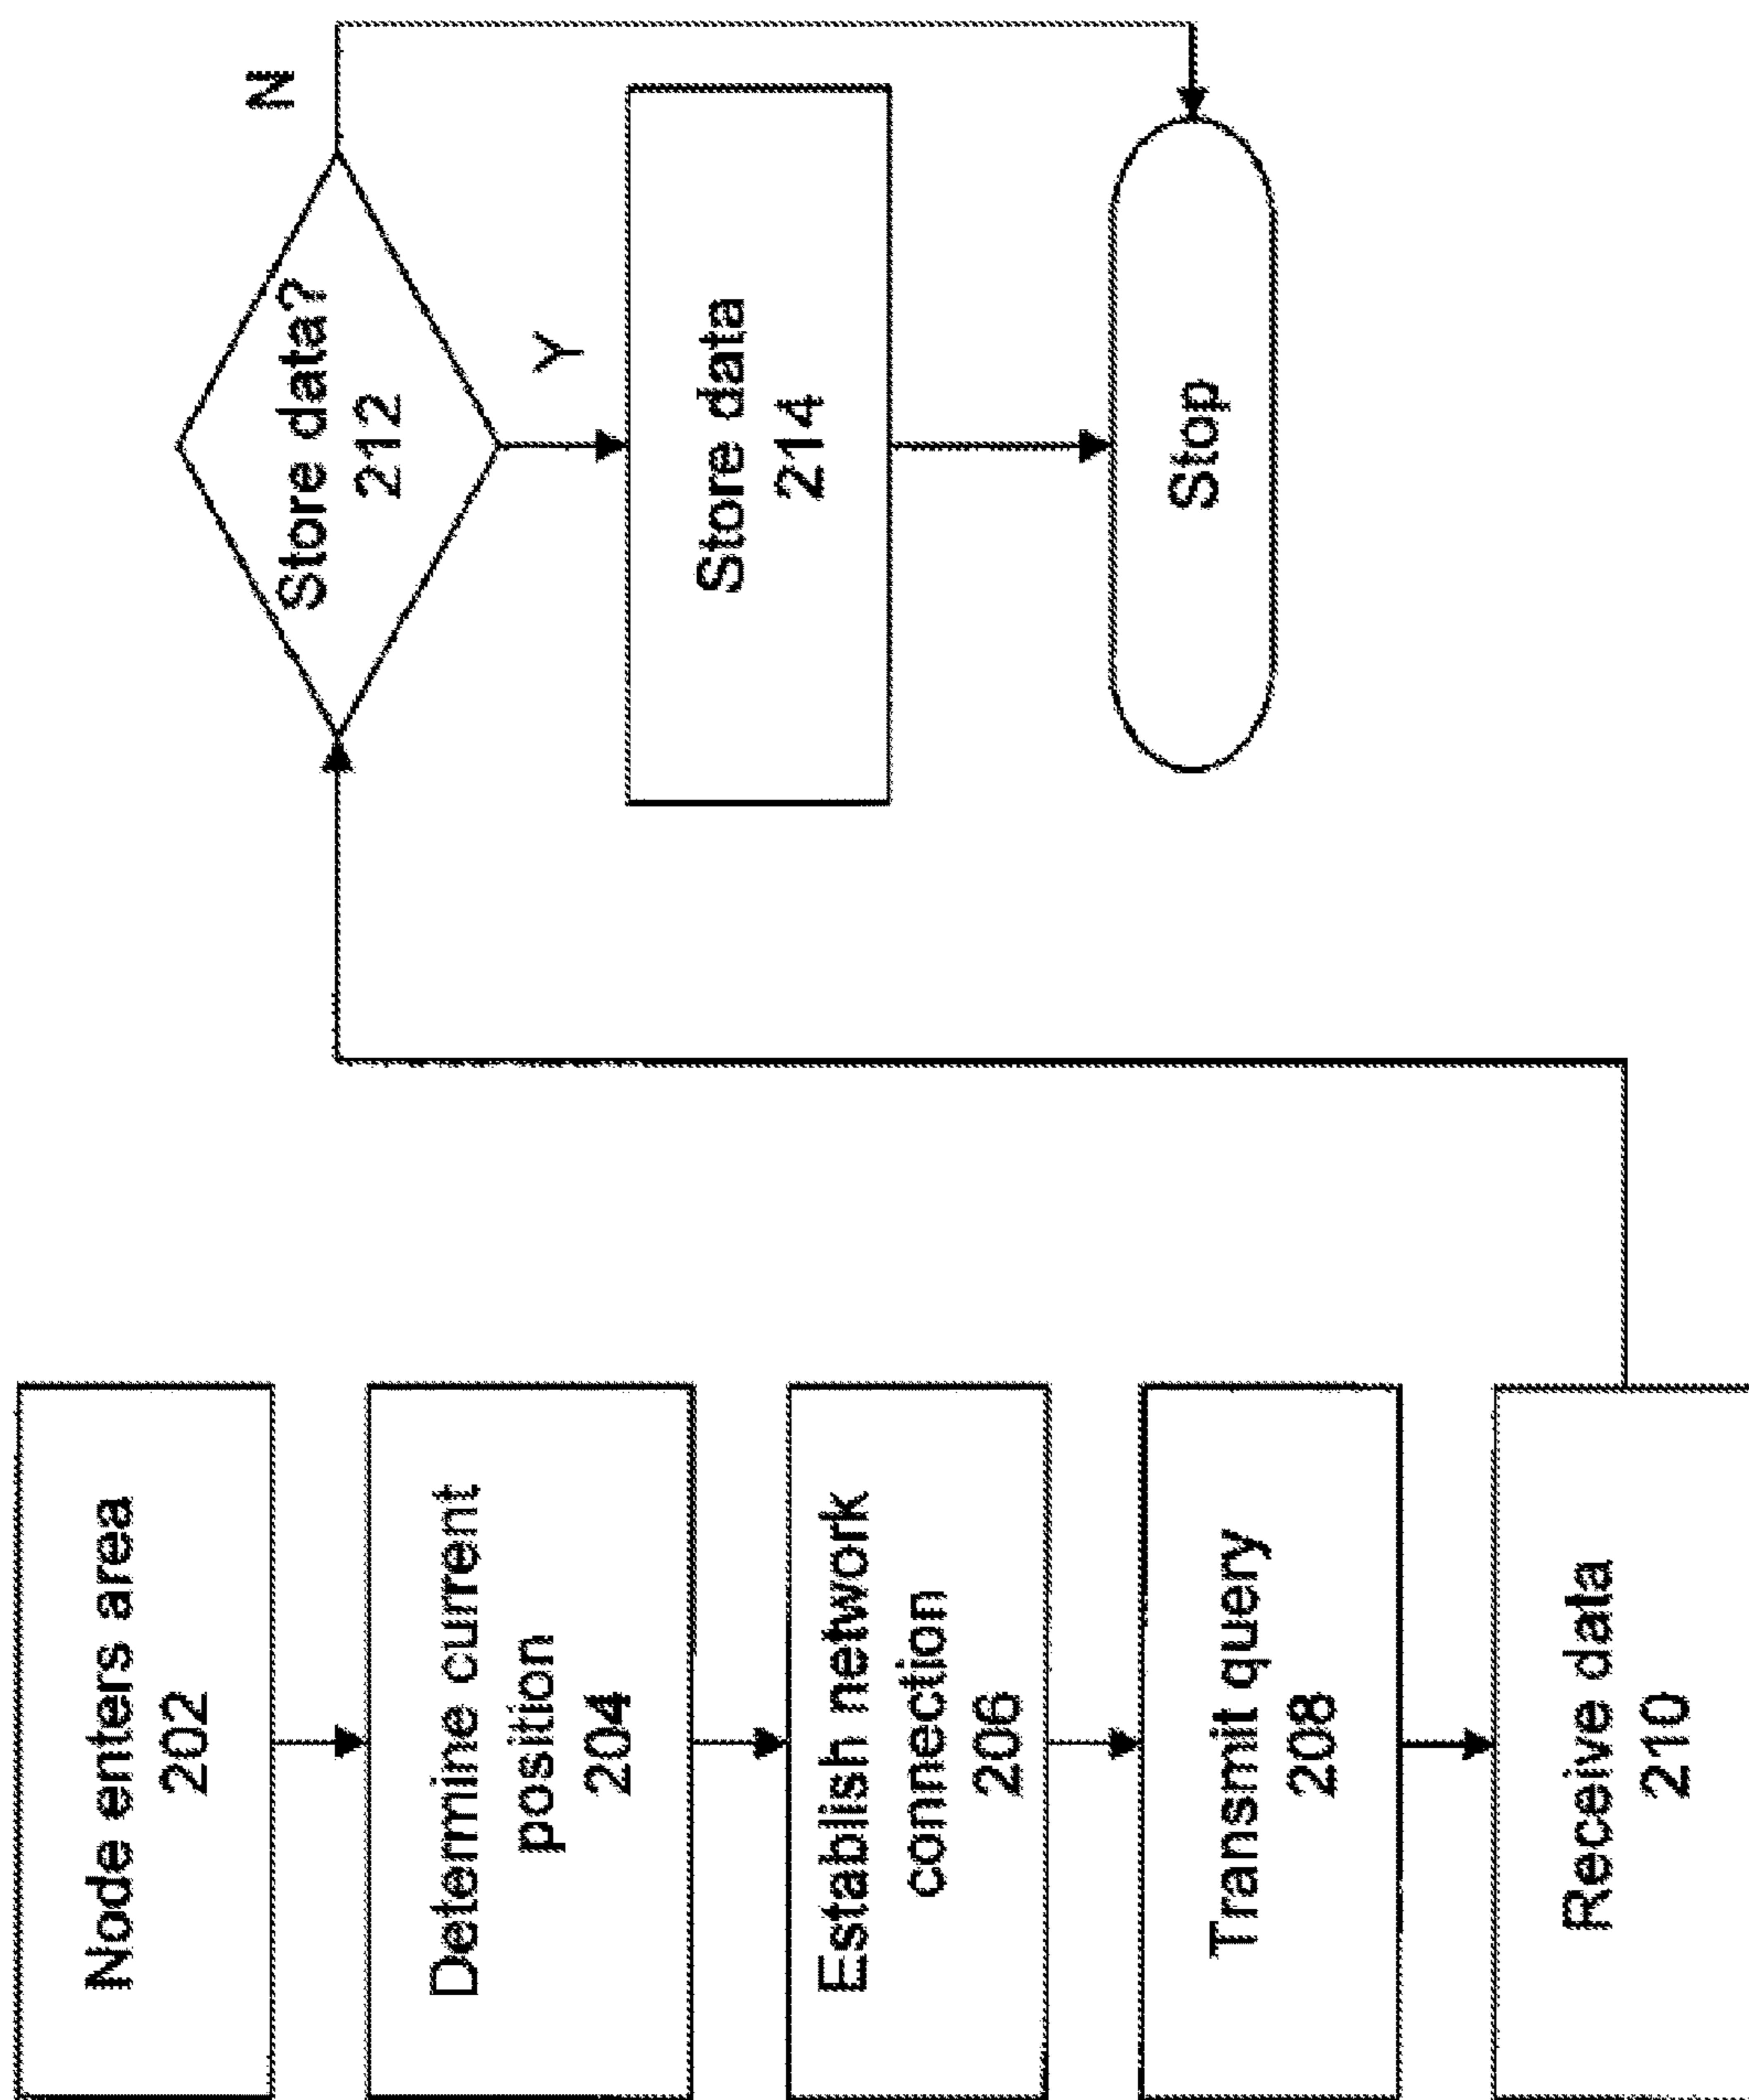 Node enters area
202
Determine current
position
204
Establish network
connection
206
Transmit query
208
Receive data
210
Store data?
212
N
Y
Store data
214
Stop